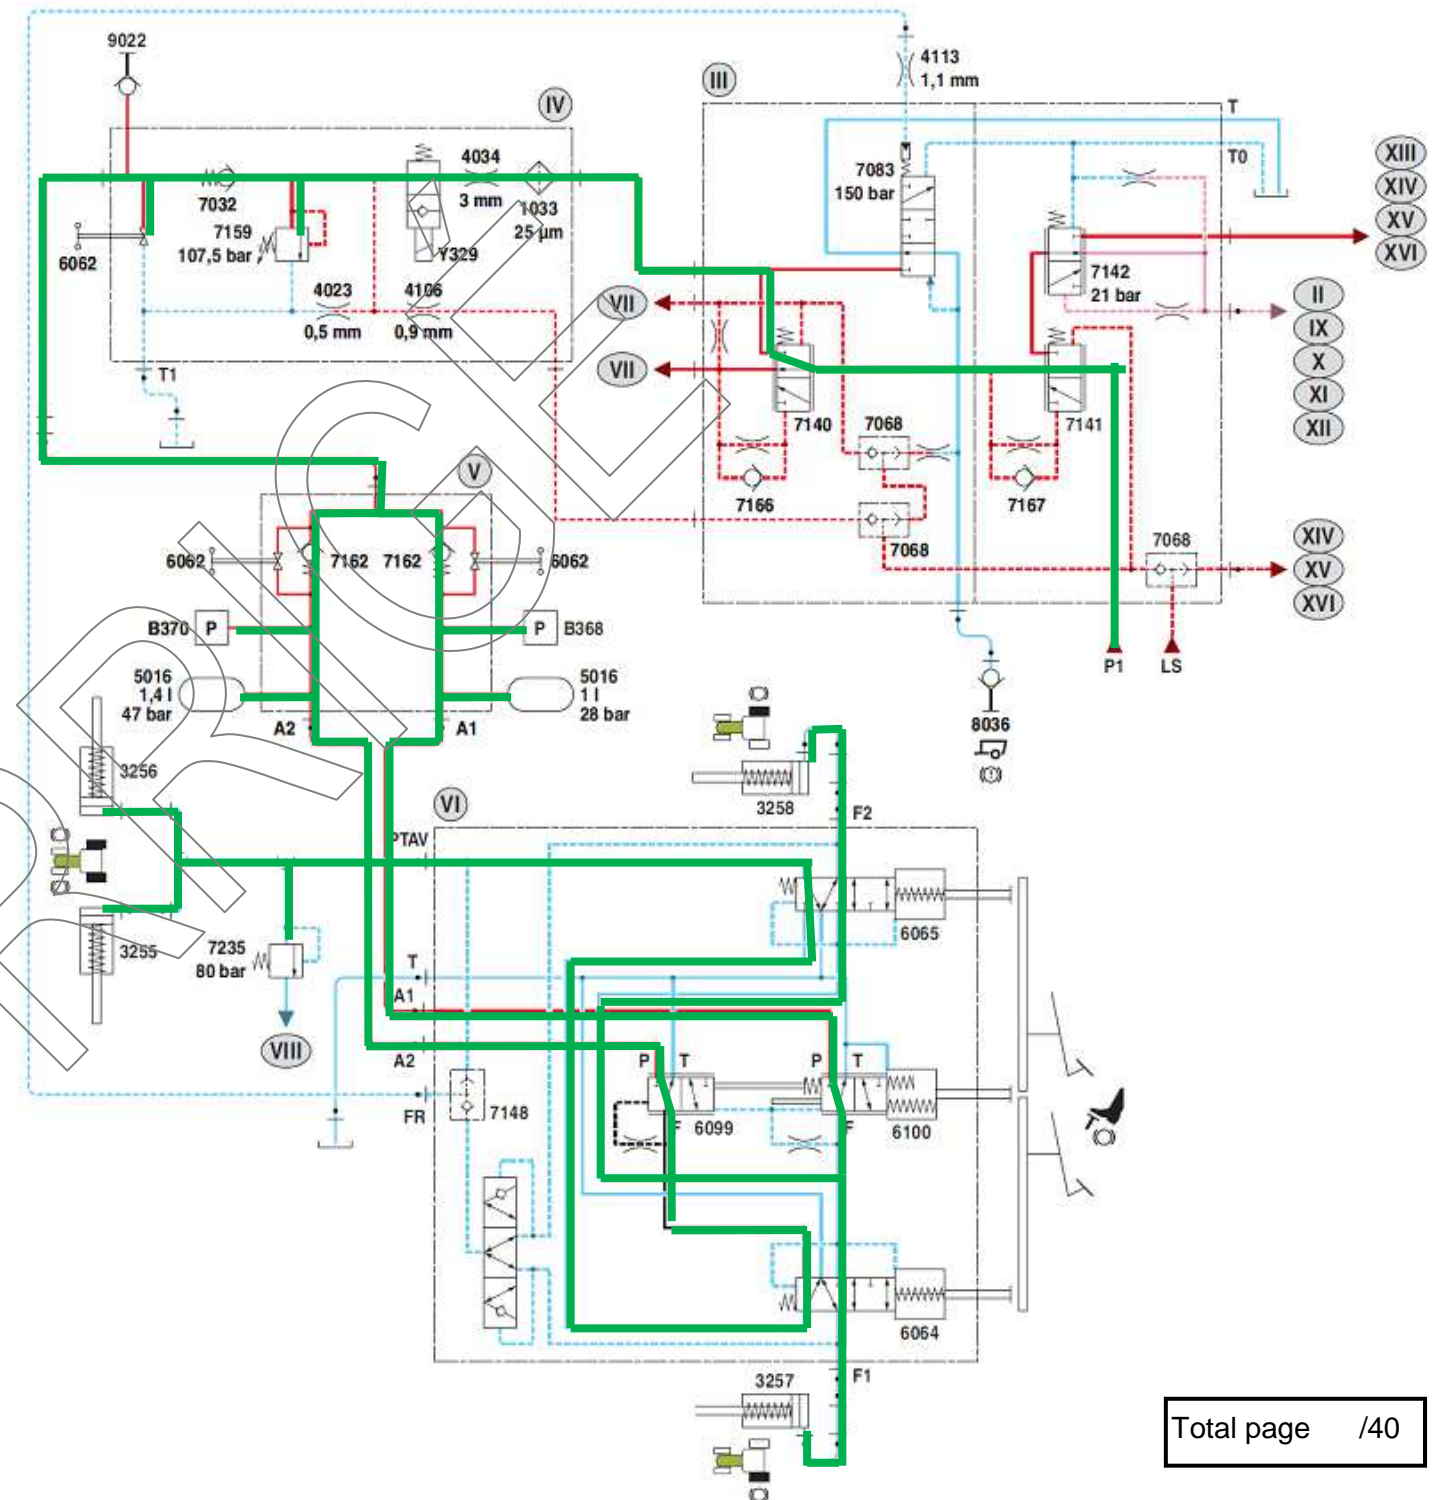 9022
IV
4113
1,1 mm
III
T
T0
XIII
XIV
XV
XVI
4034
3 mm
7083
150 bar
7032
1033
25 µm
7159
107,5 bar
Y329
6062
7142
21 bar
4023
0,5 mm
4106
0,9 mm
VII
II
IX
X
XI
XII
VII
T1
7140
7068
7141
V
7166
7167
7068
7068
XIV
XV
XVI
6062
7162
7162
6062
B370
P
P
B368
5016
1,4 l
47 bar
5016
1 l
28 bar
A2
A1
P1
LS
8036
3256
3258
VI
F2
PTAV
6065
3255
7235
80 bar
T
A1
VIII
A2
P
T
P
T
FR
7148
F
6099
F
6100
6064
F1
3257
Total page /40